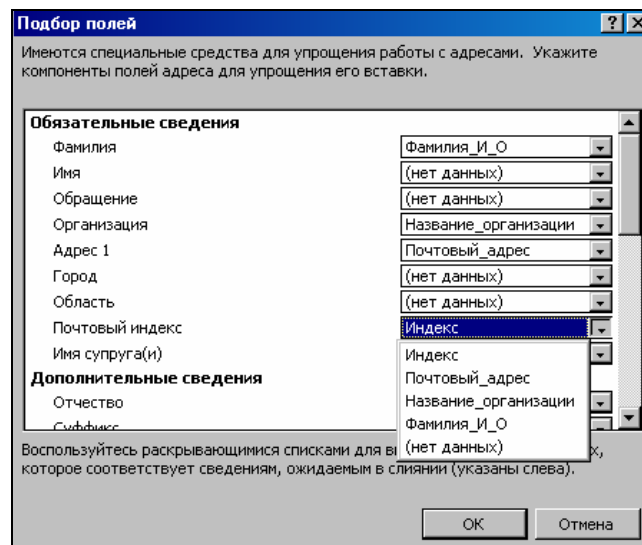 Подбор полей
Имеются специальные средства для упрощения работы с адресами. Укажите
компоненты полей адреса для упрощения его вставки.
Обязательные сведения
Фамилия Фамилия_И_О
Имя (нет данных)
Обращение (нет данных)
Организация Название_организации
Адрес 1 Почтовый_адрес
Город (нет данных)
Область (нет данных)
Почтовый индекс Индекс
Имя супруга(и)
Индекс
Почтовый_адрес
Название_организации
Фамилия_И_О
(нет данных)
Дополнительные сведения
Отчество
Суффикс
Воспользуйтесь раскрывающимися списками для
которое соответствует сведениям, ожидаемым в слиянии (указаны слева).
ОК Отмена